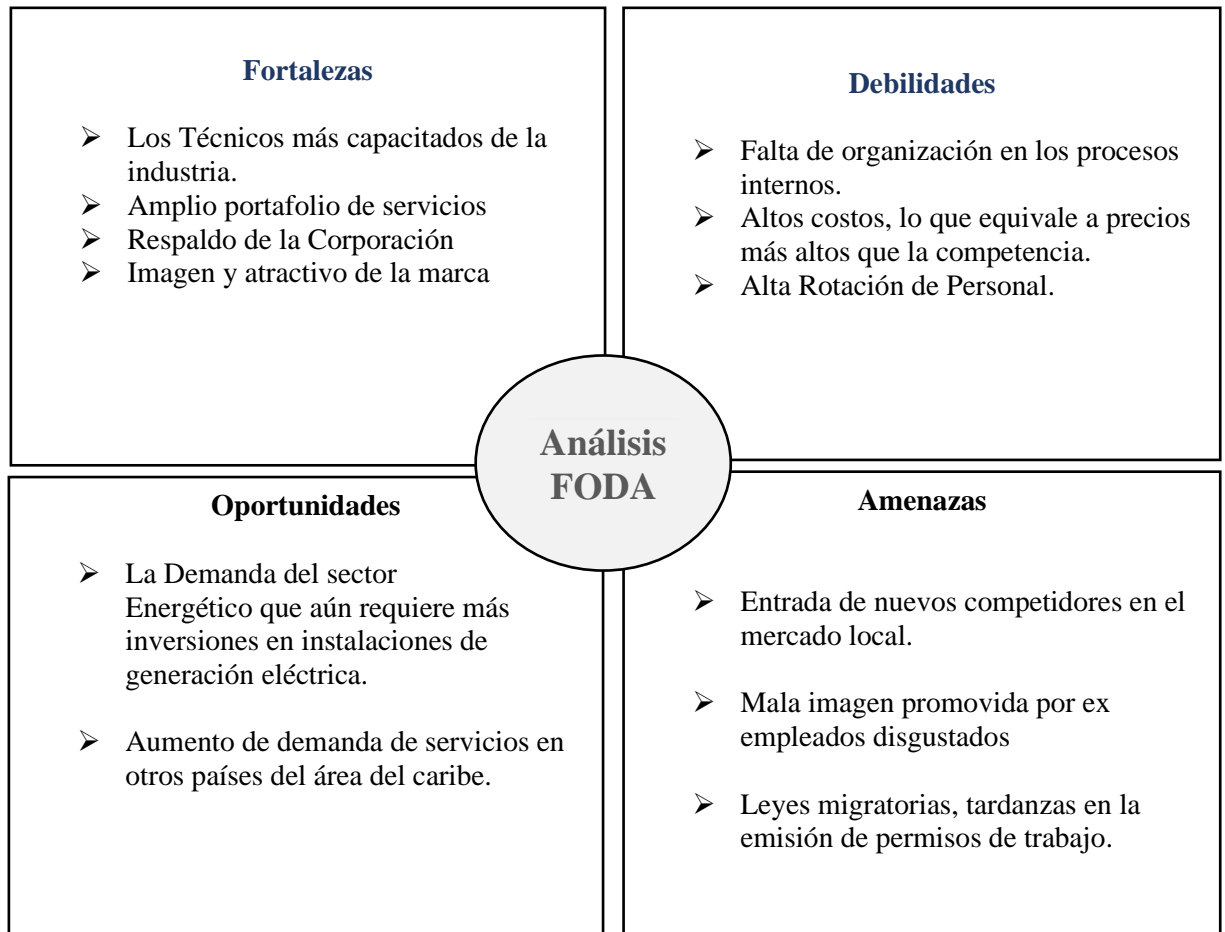 Fortalezas
➢ Los Técnicos más capacitados de la
industria.
➢ Amplio portafolio de servicios
➢ Respaldo de la Corporación
➢ Imagen y atractivo de la marca
Debilidades
➢ Falta de organización en los procesos
internos.
➢ Altos costos, lo que equivale a precios
más altos que la competencia.
➢ Alta Rotación de Personal.
Análisis
FODA
Oportunidades
➢ La Demanda del sector
Energético que aún requiere más
inversiones en instalaciones de
generación eléctrica.
➢ Aumento de demanda de servicios en
otros países del área del caribe.
Amenazas
➢ Entrada de nuevos competidores en el
mercado local.
➢ Mala imagen promovida por ex
empleados disgustados
➢ Leyes migratorias, tardanzas en la
emisión de permisos de trabajo.